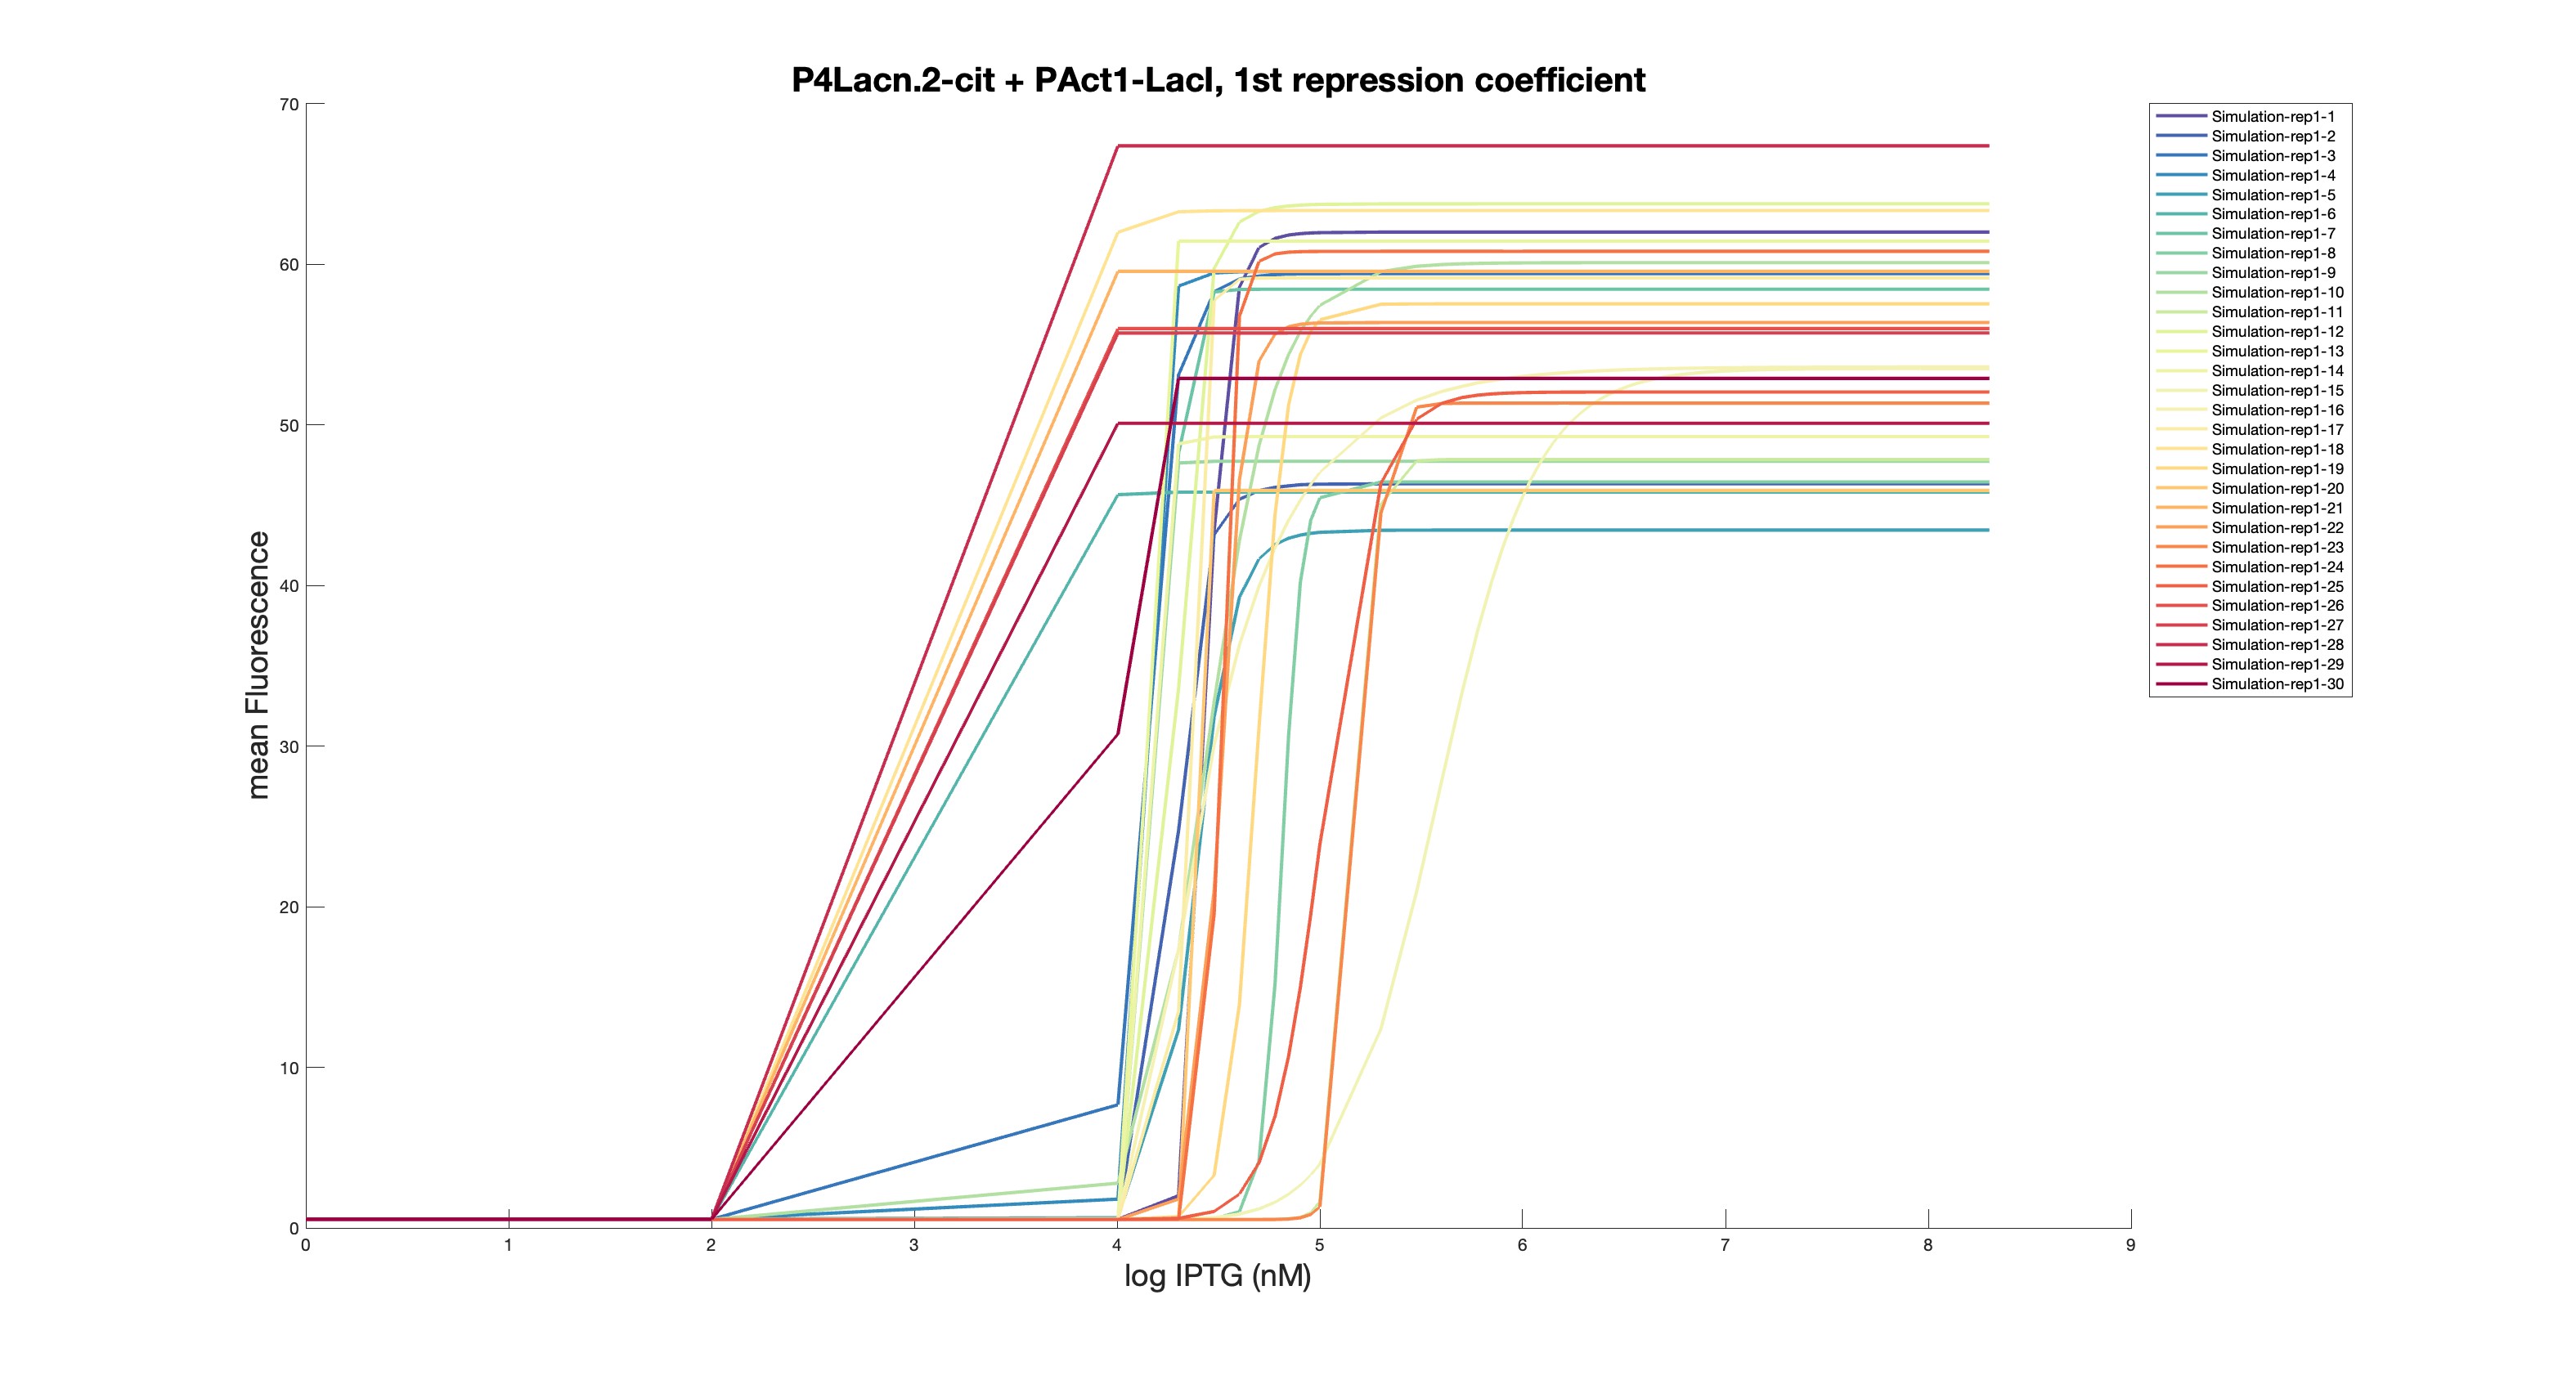 P4Lacn.2-cit + PAct1-LacI, 1st repression coefficient
70
60
50
40
30
20
10
0
mean Fluorescence
0 1 2 3 4 5 6 7 8 9
log IPTG (nM)
Simulation-rep1-1
Simulation-rep1-2
Simulation-rep1-3
Simulation-rep1-4
Simulation-rep1-5
Simulation-rep1-6
Simulation-rep1-7
Simulation-rep1-8
Simulation-rep1-9
Simulation-rep1-10
Simulation-rep1-11
Simulation-rep1-12
Simulation-rep1-13
Simulation-rep1-14
Simulation-rep1-15
Simulation-rep1-16
Simulation-rep1-17
Simulation-rep1-18
Simulation-rep1-19
Simulation-rep1-20
Simulation-rep1-21
Simulation-rep1-22
Simulation-rep1-23
Simulation-rep1-24
Simulation-rep1-25
Simulation-rep1-26
Simulation-rep1-27
Simulation-rep1-28
Simulation-rep1-29
Simulation-rep1-30